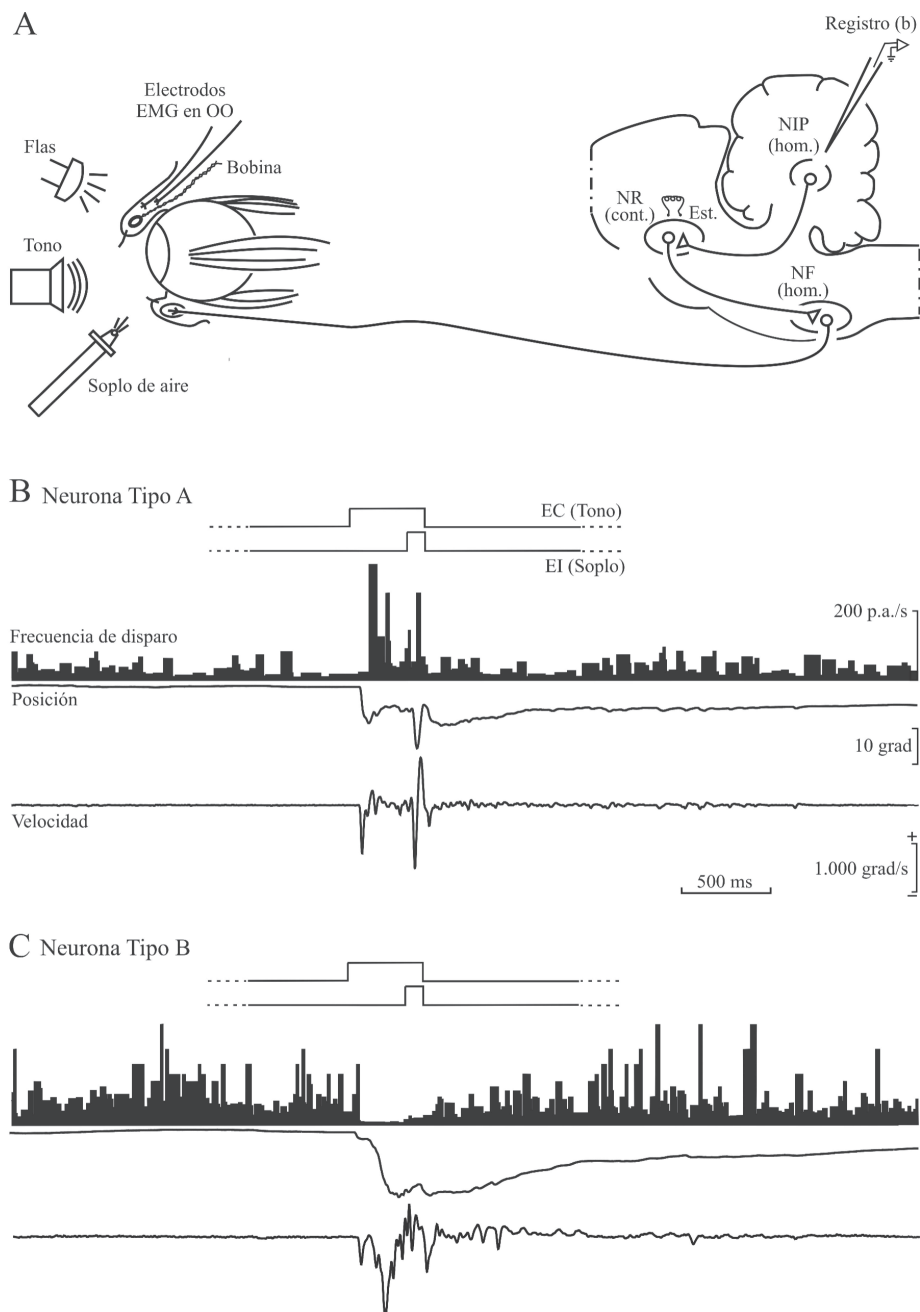 A
Registro (b)
Electrodos
EMG en OO
Flas
Bobina
NIP
(hom.)
NR
(cont.)
Est.
Tono
NF
(hom.)
Soplo de aire
B Neurona Tipo A
EC (Tono)
EI (Soplo)
200 p.a./s
Frecuencia de disparo
Posición
10 grad
Velocidad
+
1.000 grad/s
500 ms
–
C Neurona Tipo B